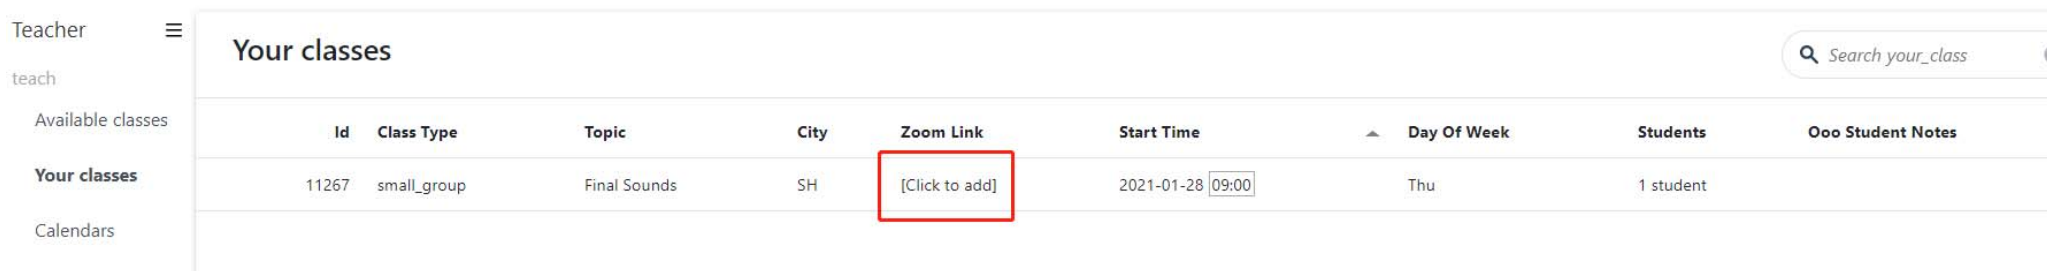 Teacher
teach
Available classes
Your classes
Calendars
Your classes
Search your_class
Id Class Type Topic City Zoom Link Start Time Day Of Week Students Ooo Student Notes
11267 small_group Final Sounds SH [Click to add] 2021-01-28 09:00 Thu 1 student